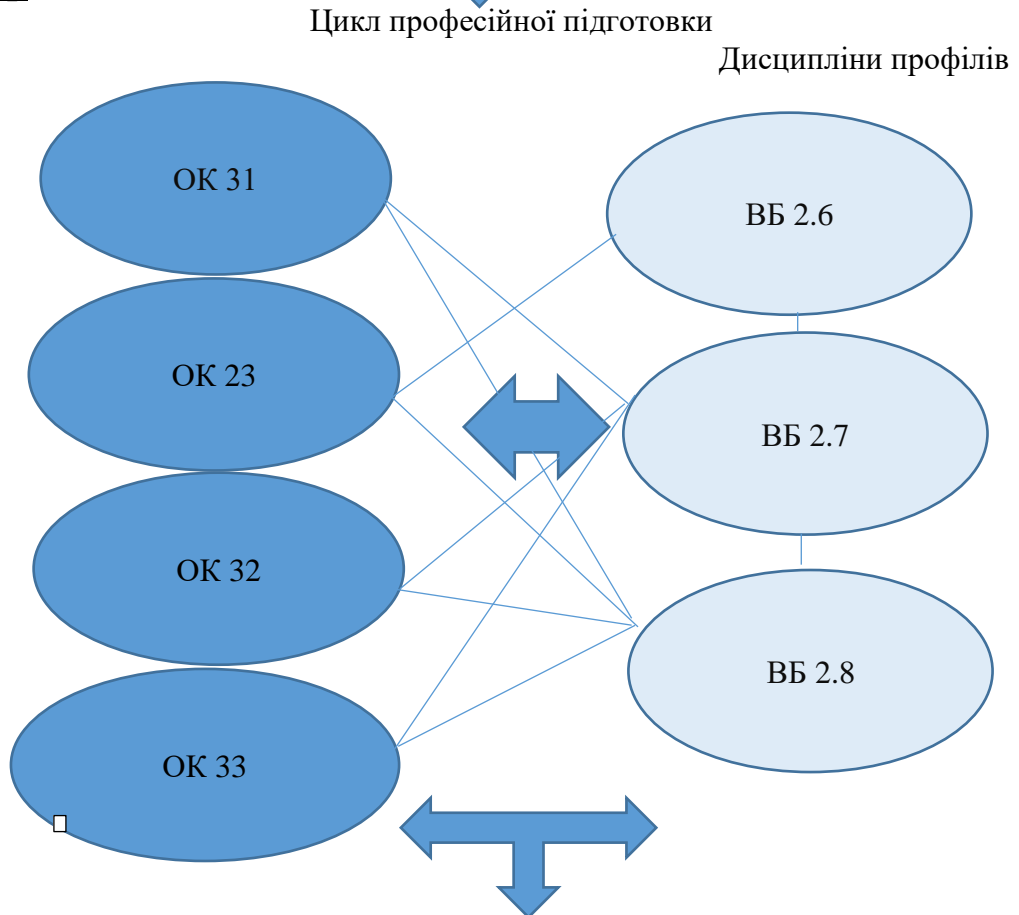 Цикл професійної підготовки
Дисципліни профілів
ОК 31
ВБ 2.6
ОК 23
ВБ 2.7
ОК 32
ВБ 2.8
ОК 33